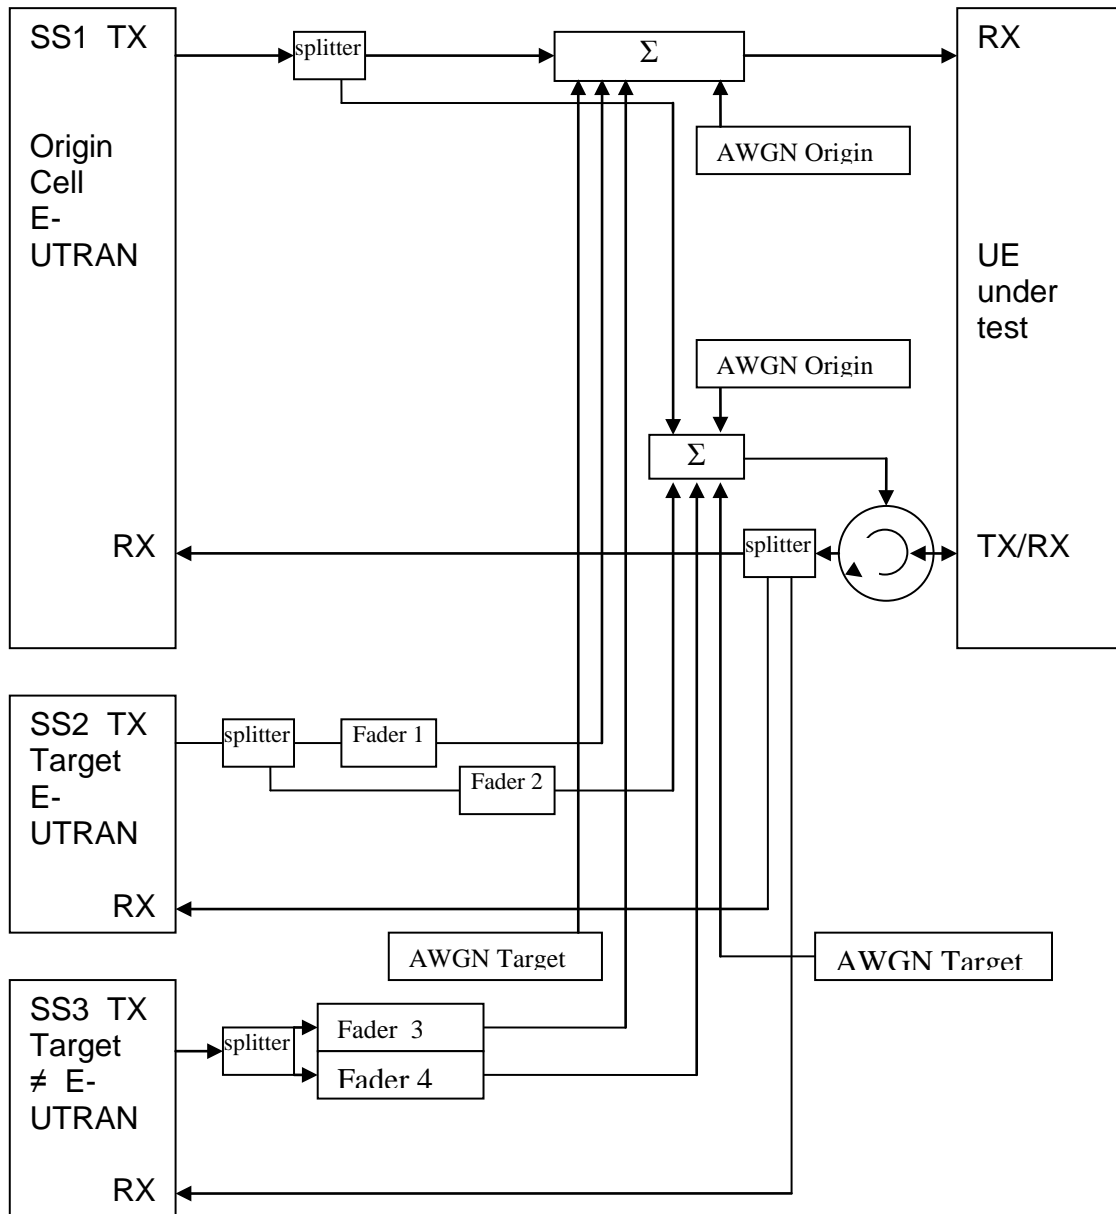 SS1 TX
splitter
Σ
RX
AWGN Origin
Origin
Cell
E-
UTRAN
UE
under
test
AWGN Origin
Σ
RX
splitter
TX/RX
SS2 TX
Target
E-
UTRAN
splitter
Fader 1
Fader 2
RX
AWGN Target
AWGN Target
SS3 TX
Target
≠ E-
UTRAN
splitter
Fader 3
Fader 4
RX